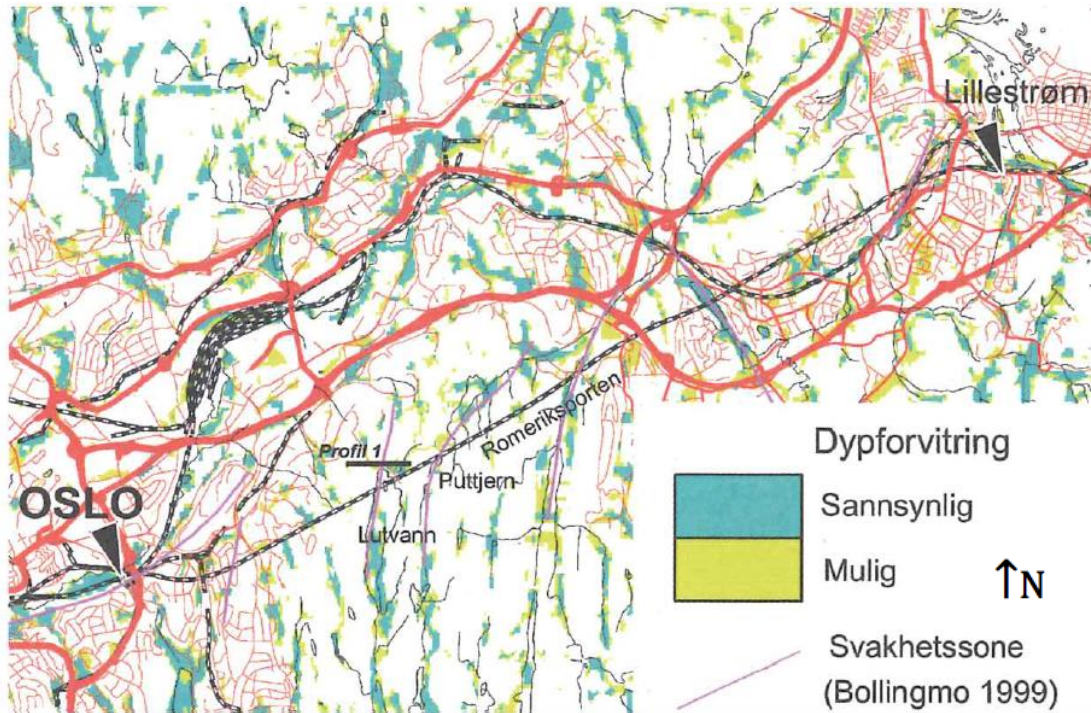 Lillestrøm
Romeriksporten
Profil 1
Puttjern
OSLO
Lutvann
Dypforvitring
Sannsynlig
Mulig
↑N
Svakhetssone
(Bollingmo 1999)